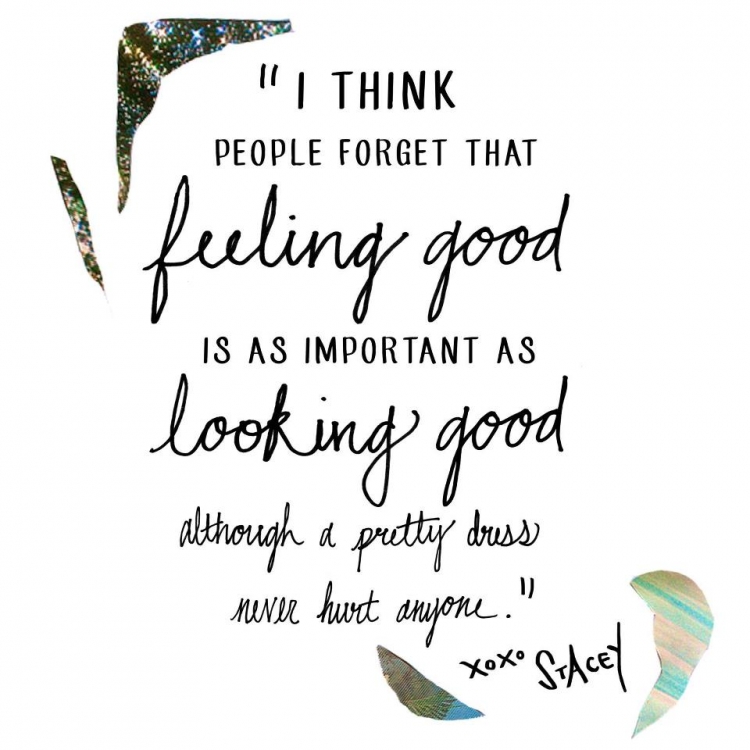 "I THINK
PEOPLE FORGET THAT
feeling good
IS AS IMPORTANT AS
looking good
although a pretty dress
never hurt anyone."
xoxo STACEY